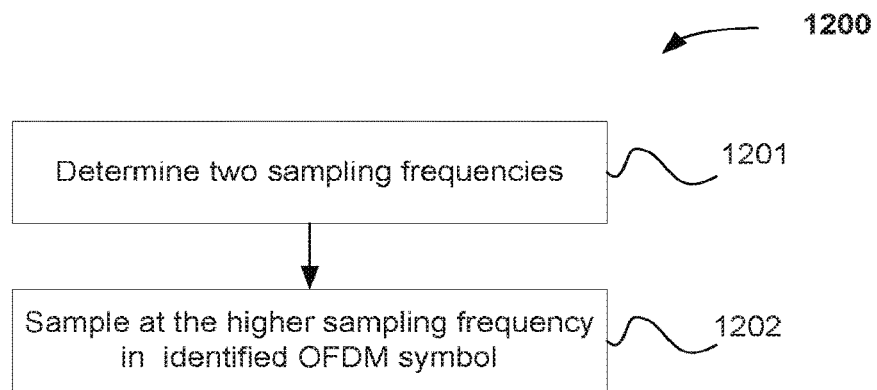 1200
Determine two sampling frequencies
1201
Sample at the higher sampling frequency
in identified OFDM symbol
1202